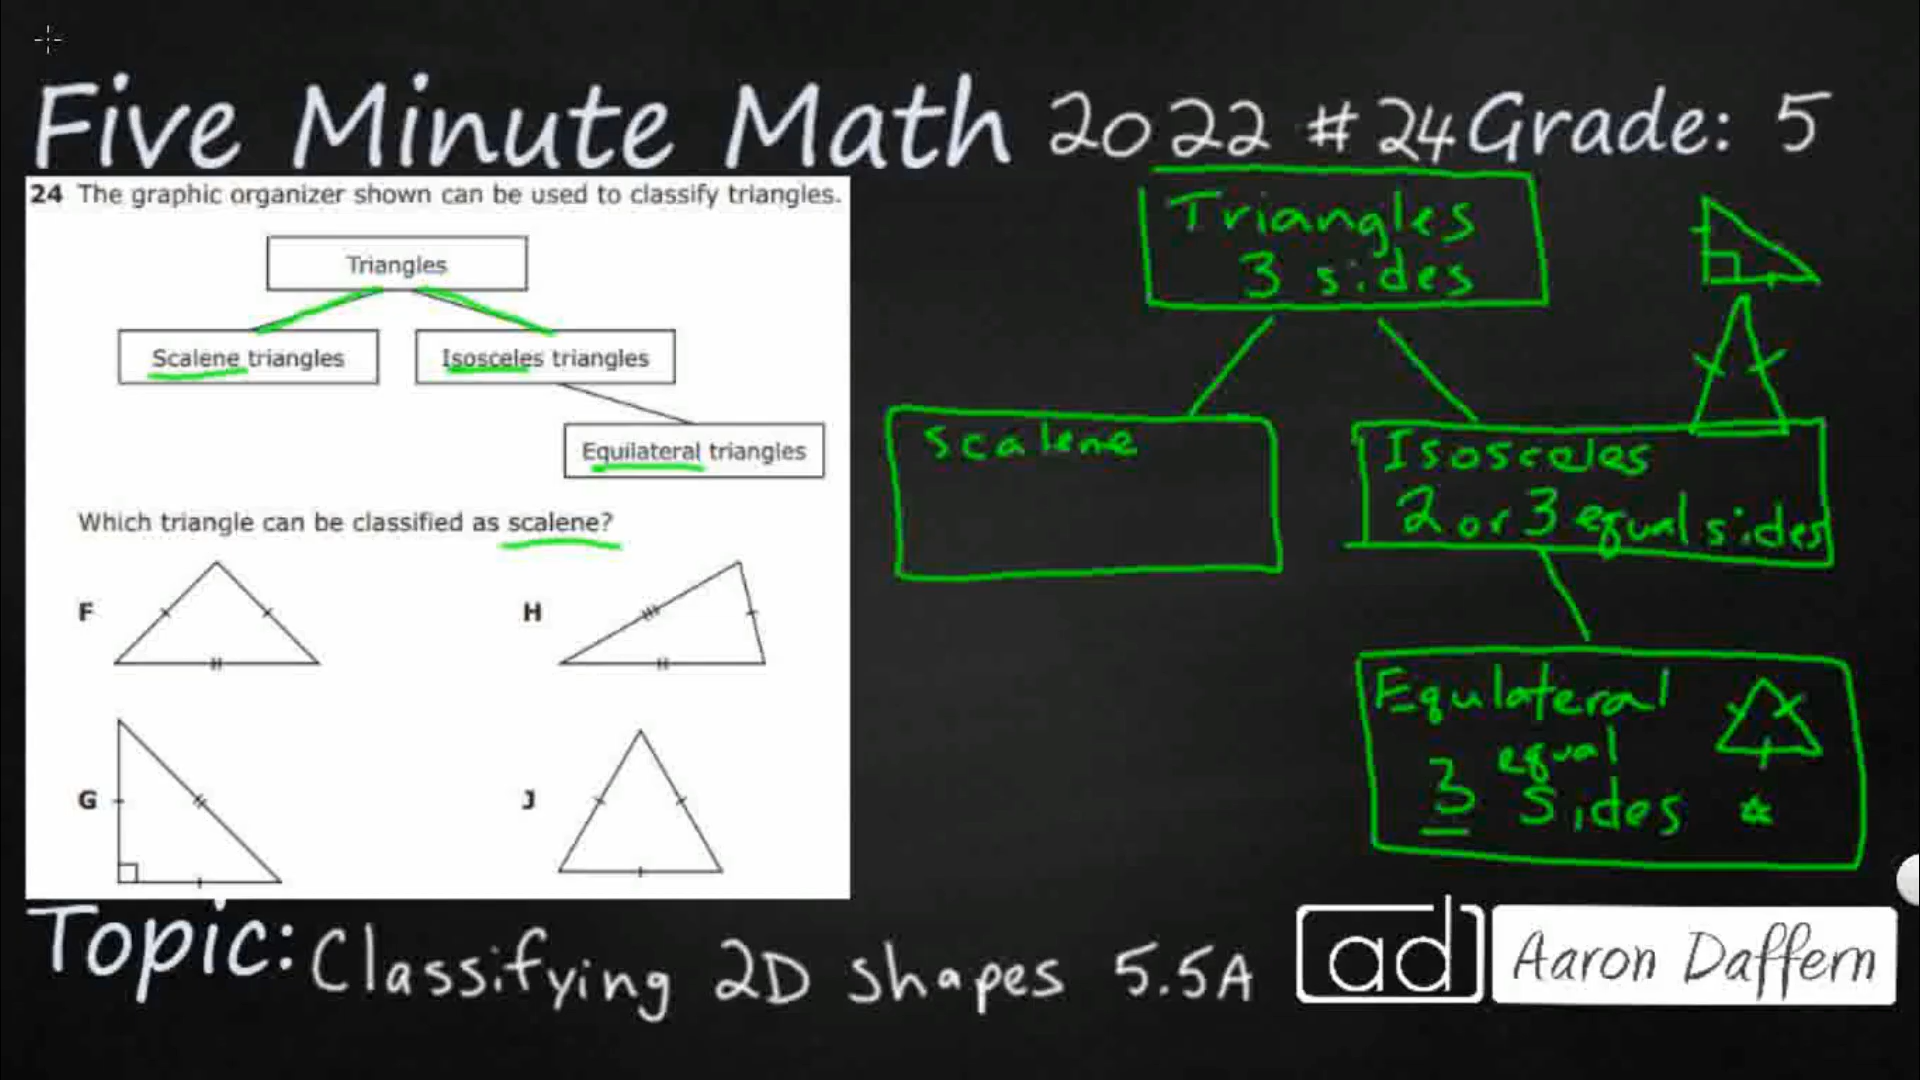 Five Minute Math 2022 #24 Grade: 5
24 The graphic organizer shown can be used to classify triangles.
Triangles
Scalene triangles
Isosceles triangles
Equilateral triangles
Which triangle can be classified as scalene?
F
H
G
J
Triangles
3 sides
Scalene
Isosceles
2 or 3 equal sides
Equlateral
3 equal
Sides
Topic: Classifying 2D Shapes 5.5A
ad
Aaron Daffern